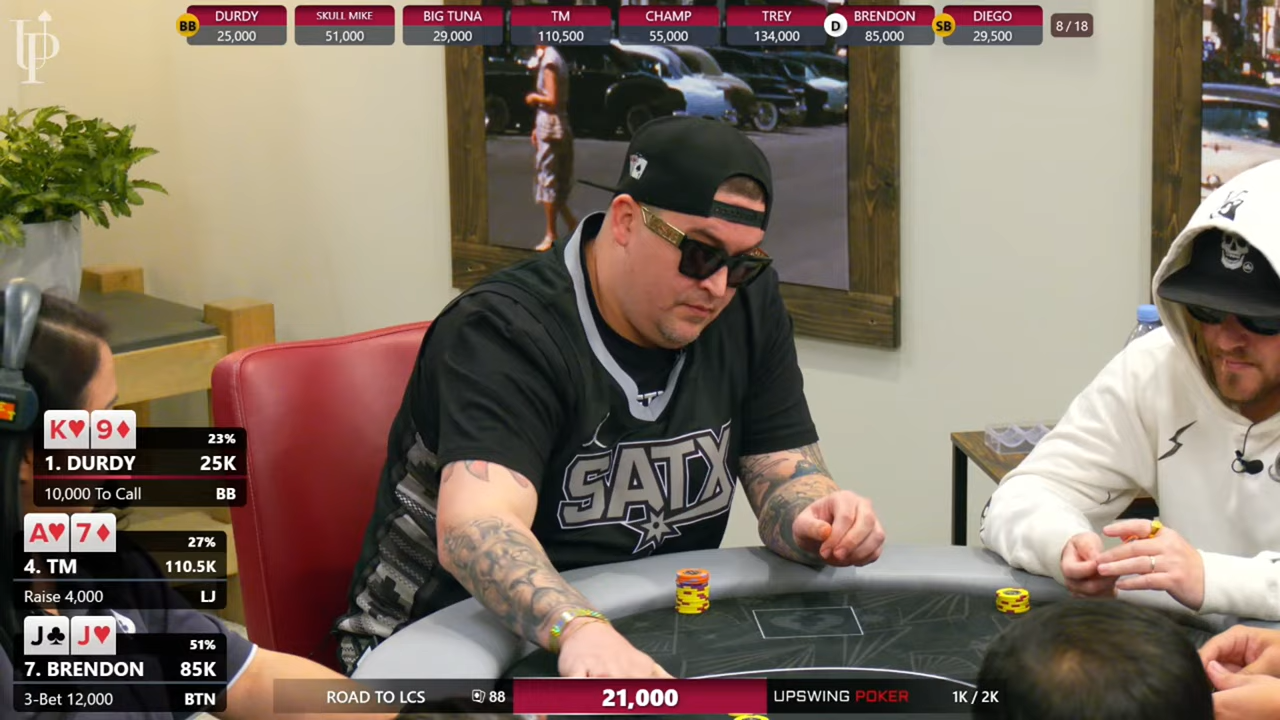 BB
DURDY
25,000
SKULL MIKE
51,000
BIG TUNA
29,000
TM
110,500
CHAMP
55,000
TREY
134,000
D
BRENDON
85,000
SB
DIEGO
29,500
8 / 18
UP
SATX
K♥ 9♦
23%
1. DURDY 25K
10,000 To Call BB
A♥ 7♦
27%
4. TM 110.5K
Raise 4,000 LJ
J♣ J♥
51%
7. BRENDON 85K
3-Bet 12,000 BTN
ROAD TO LCS 88 21,000 UPSWING POKER 1K / 2K